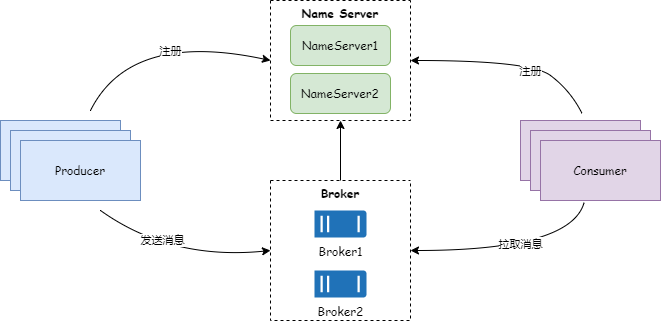 Name Server
NameServer1
NameServer2
注册
注册
Producer
Consumer
Broker
Broker1
Broker2
发送消息
拉取消息